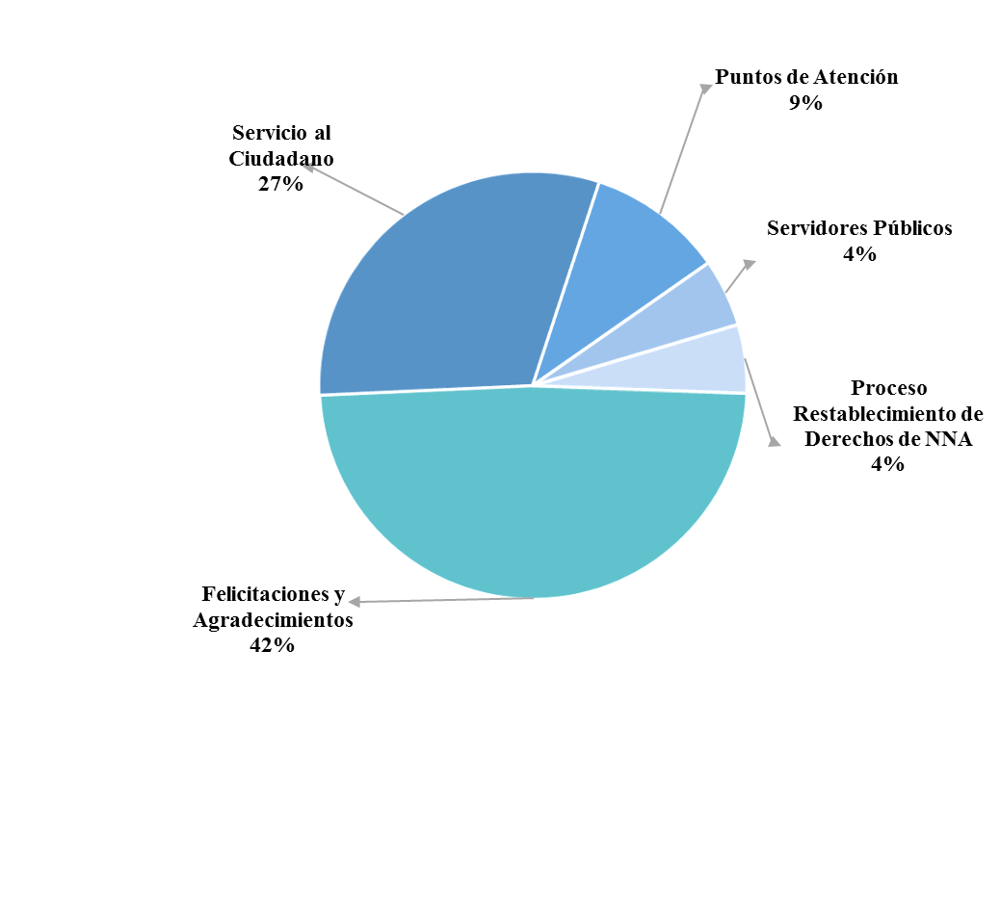 Puntos de Atención
9%
Servicio al
Ciudadano
27%
Servidores Públicos
4%
Proceso
Restablecimiento de
Derechos de NNA
4%
Felicitaciones y
Agradecimientos
42%